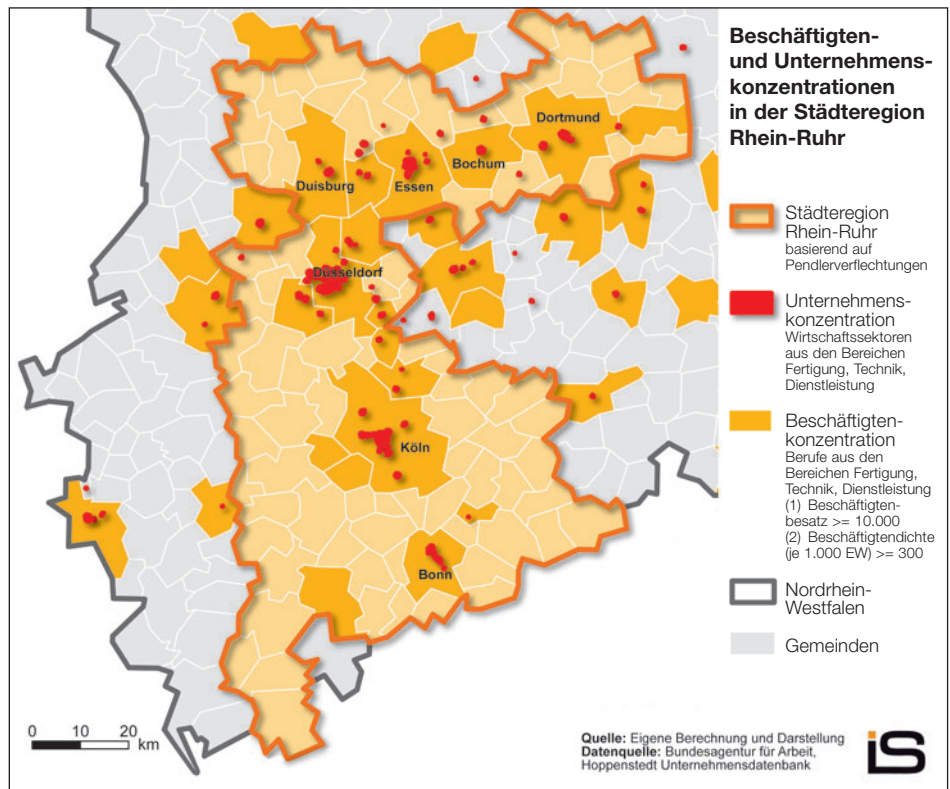 Beschäftigten-
und Unternehmens-
konzentrationen
in der Städteregion
Rhein-Ruhr
Städteregion
Rhein-Ruhr
basierend auf
Pendlerverflechtungen
Unternehmens-
konzentration
Wirtschaftssektoren
aus den Bereichen
Fertigung, Technik,
Dienstleistung
Beschäftigten-
konzentration
Berufe aus den
Bereichen Fertigung,
Technik, Dienstleistung
(1) Beschäftigten-
besatz >= 10.000
(2) Beschäftigtendichte
(je 1.000 EW) >= 300
Nordrhein-
Westfalen
Gemeinden
Dortmund
Bochum
Duisburg
Essen
Düsseldorf
Köln
Bonn
0 10 20
km
Quelle: Eigene Berechnung und Darstellung
Datenquelle: Bundesagentur für Arbeit,
Hoppenstedt Unternehmensdatenbank
iS